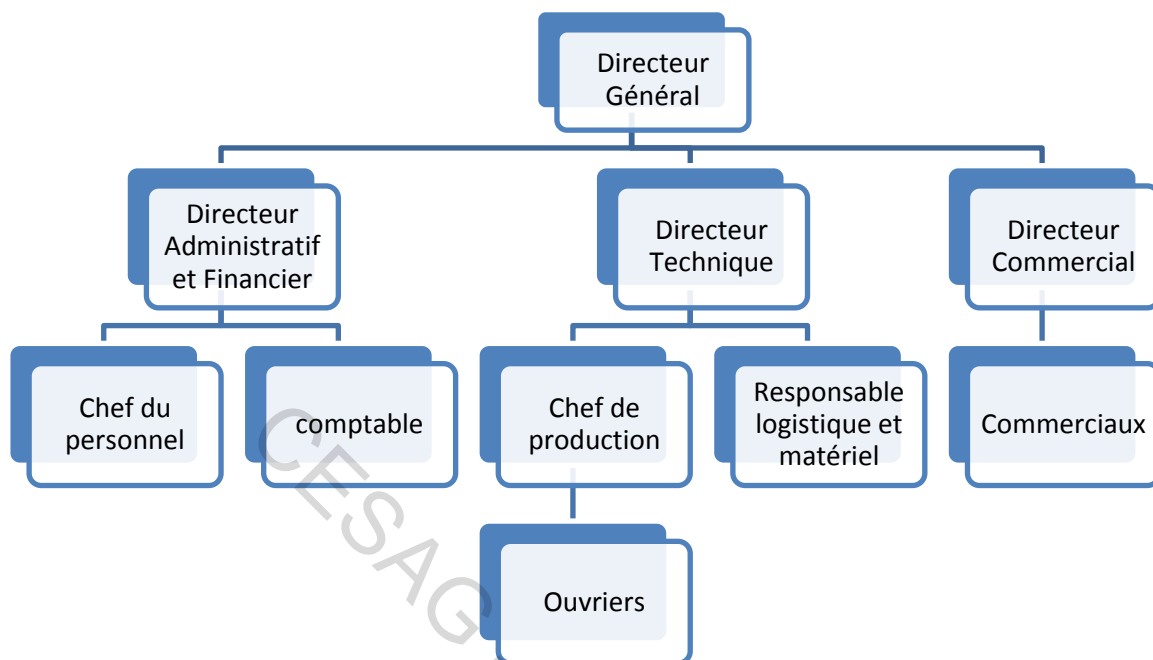 Directeur
Général
Directeur
Administratif
et Financier
Directeur
Technique
Directeur
Commercial
Chef du
personnel
comptable
Chef de
production
Responsable
logistique et
matériel
Commerciaux
Ouvriers
CESAG